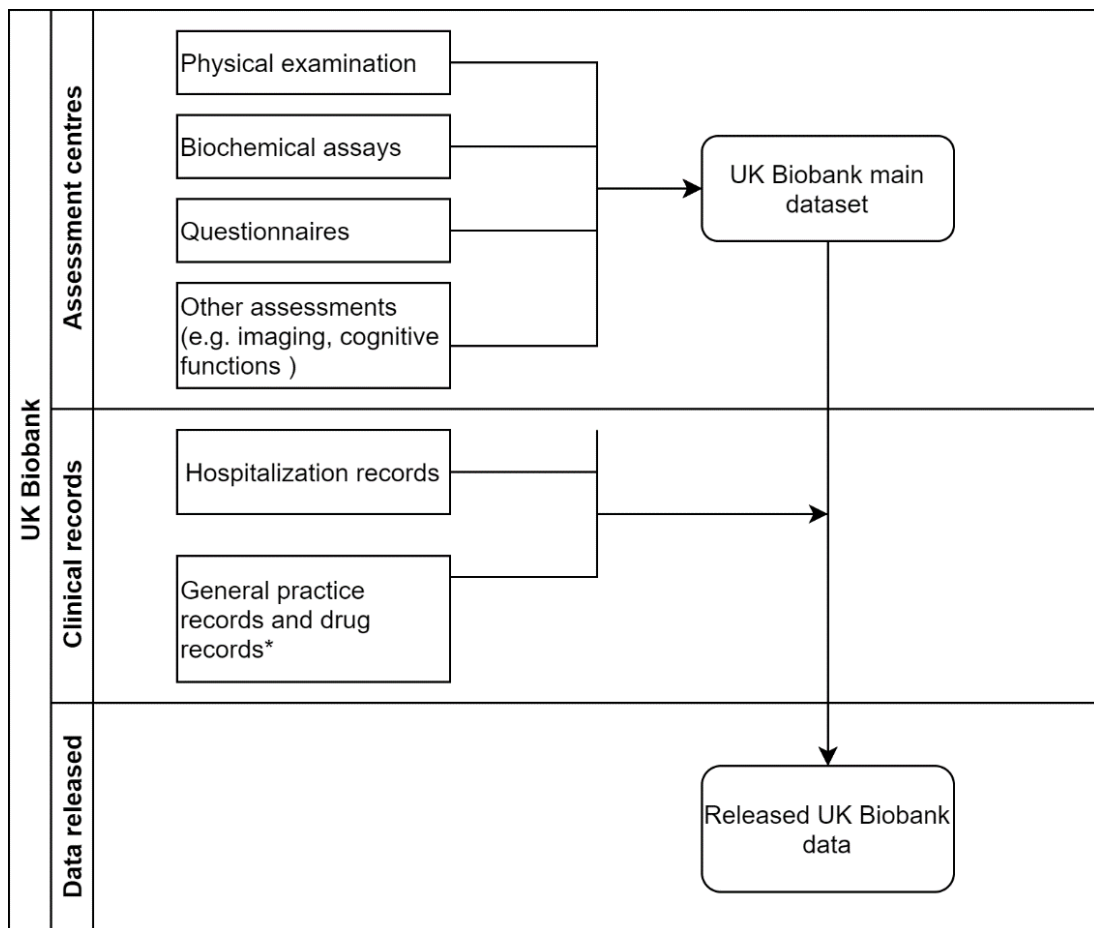 UK Biobank
Assessment centres
Physical examination
Biochemical assays
Questionnaires
Other assessments
(e.g. imaging, cognitive
functions )
UK Biobank main
dataset
Clinical records
Hospitalization records
General practice
records and drug
records*
Data released
Released UK Biobank
data